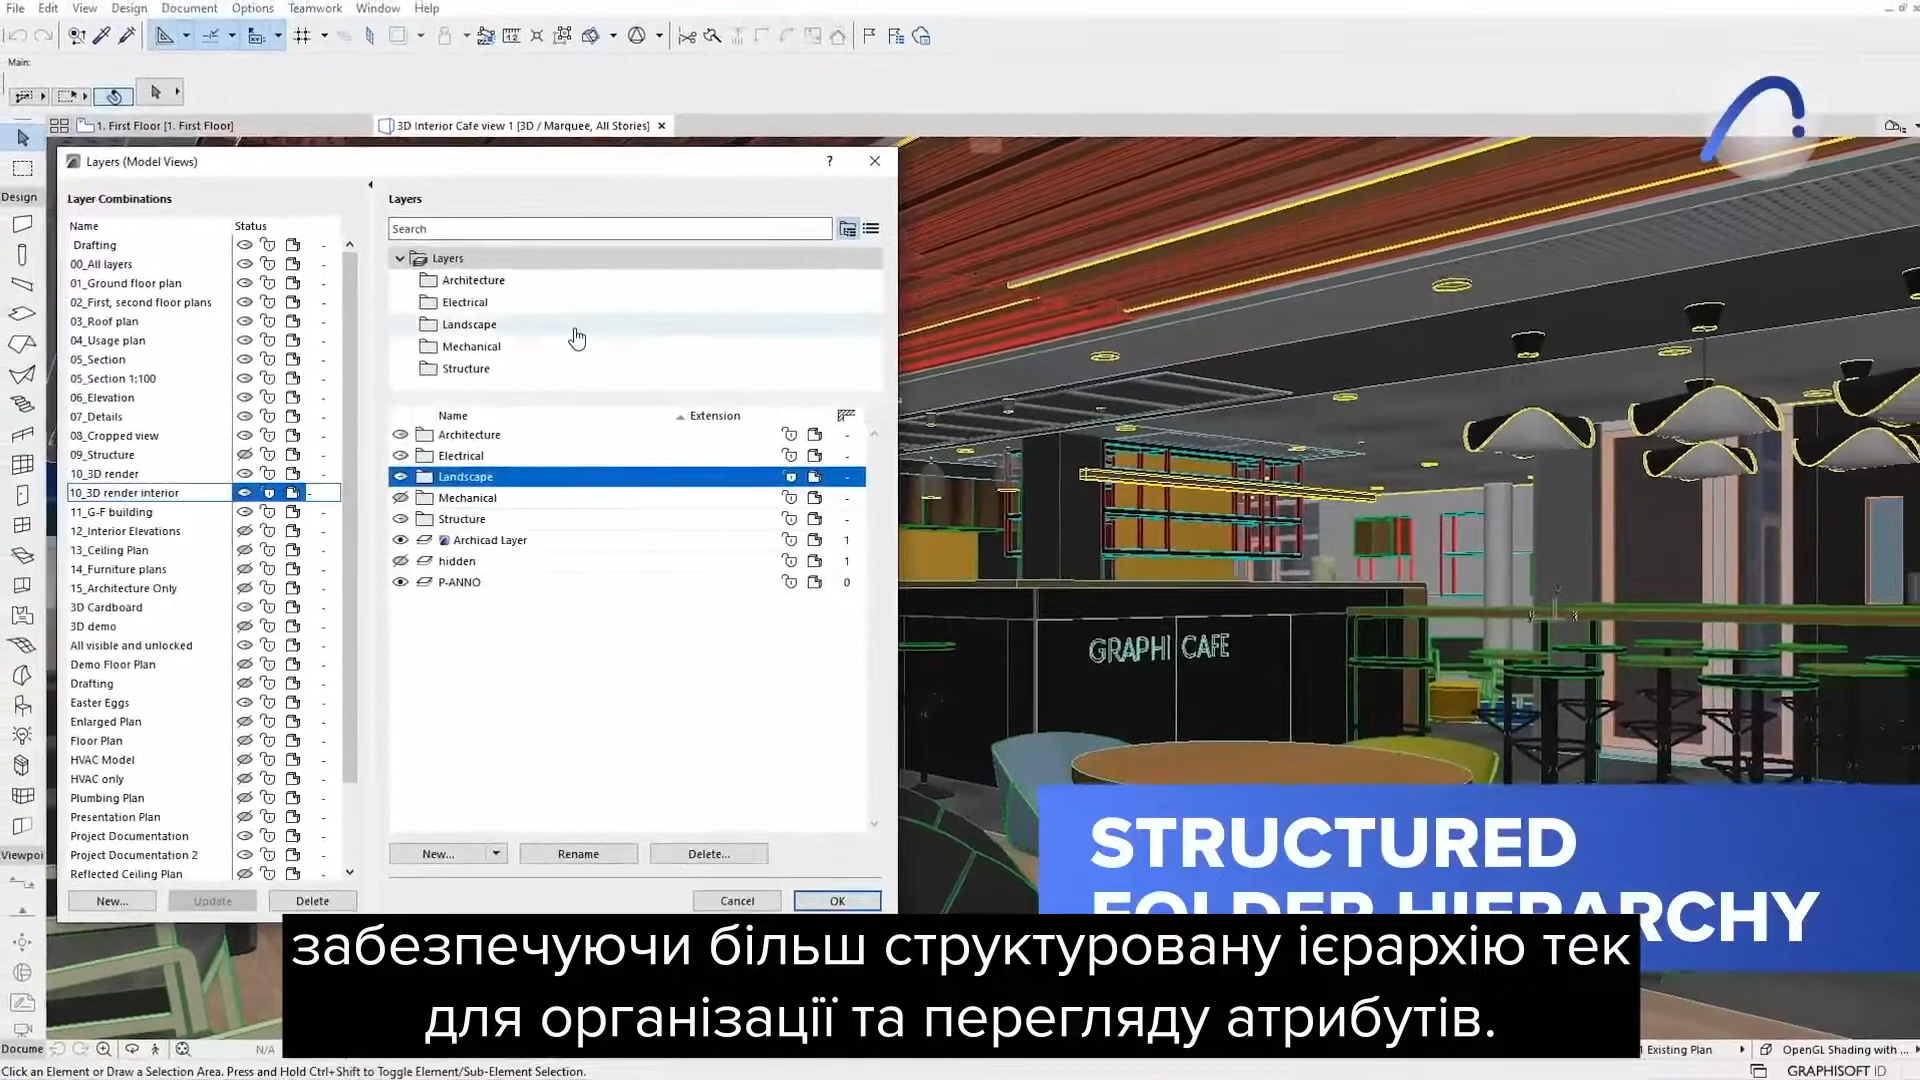 File Edit View Design Document Options Teamwork Window Help
Main:
1. First Floor [1. First Floor]
3D Interior Cafe view 1 [3D / Marquee, All Stories]
Layers (Model Views)
?
Design
Layer Combinations
Name Status
Drafting -
00_All layers -
01_Ground floor plan -
02_First, second floor plans -
03_Roof plan -
04_Usage plan -
05_Section -
05_Section 1:100 -
06_Elevation -
07_Details -
08_Cropped view -
09_Structure -
10_3D render -
10_3D render interior -
11_G-F building -
12_Interior Elevations -
13_Ceiling Plan -
14_Furniture plans -
15_Architecture Only -
3D Cardboard -
3D demo -
All visible and unlocked -
Demo Floor Plan -
Drafting -
Easter Eggs -
Enlarged Plan -
Floor Plan -
HVAC Model -
HVAC only -
Plumbing Plan -
Presentation Plan -
Project Documentation -
Project Documentation 2 -
Reflected Ceiling Plan -
New... Update Delete
Layers
Search
Layers
Architecture
Electrical
Landscape
Mechanical
Structure
Name Extension
Architecture -
Electrical -
Landscape -
Mechanical -
Structure -
Archicad Layer 1
hidden 1
P-ANNO 0
New... Rename Delete...
Cancel OK
GRAPHI CAFE
STRUCTURED
FOLDER HIERARCHY
забезпечуючи більш структуровану ієрархію тек
для організації та перегляду атрибутів.
Viewpoi
Docume
N/A
Existing Plan
OpenGL Shading with ...
Click an Element or Draw a Selection Area. Press and Hold Ctrl+Shift to Toggle Element/Sub-Element Selection.
GRAPHISOFT ID